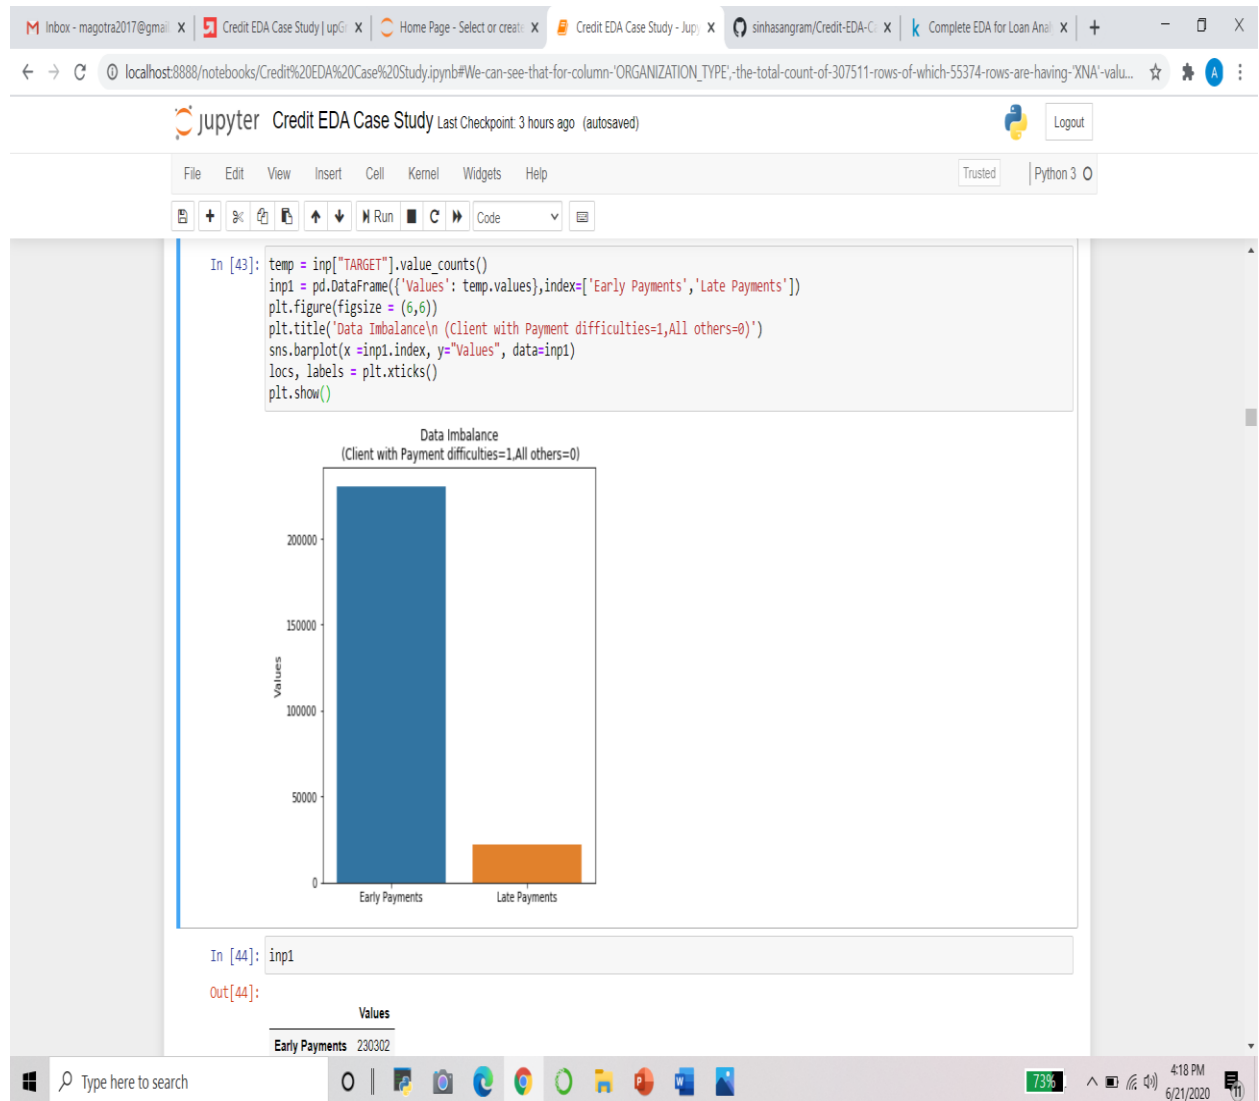 Inbox - magotra2017@gmai
Credit EDA Case Study | upGr
Home Page - Select or create
Credit EDA Case Study - Jupy
sinhasangram/Credit-EDA-Ca
Complete EDA for Loan Anal
localhost:8888/notebooks/Credit%20EDA%20Case%20Study.ipynb#We-can-see-that-for-column-'ORGANIZATION_TYPE',-the-total-count-of-307511-rows-of-which-55374-rows-are-having-'XNA'-valu...
A
jupyter Credit EDA Case Study Last Checkpoint: 3 hours ago (autosaved)
Logout
File Edit View Insert Cell Kernel Widgets Help
Trusted
Python 3
Run
Code
In [43]: temp = inp["TARGET"].value_counts()
inp1 = pd.DataFrame({'Values': temp.values},index=['Early Payments','Late Payments'])
plt.figure(figsize = (6,6))
plt.title('Data Imbalance\n (Client with Payment difficulties=1,All others=0)')
sns.barplot(x =inp1.index, y="Values", data=inp1)
locs, labels = plt.xticks()
plt.show()
Data Imbalance
(Client with Payment difficulties=1,All others=0)
200000
150000
Values
100000
50000
0
Early Payments Late Payments
In [44]: inp1
Out[44]:
Values
Early Payments 230302
Type here to search
73%
4:18 PM
6/21/2020
11